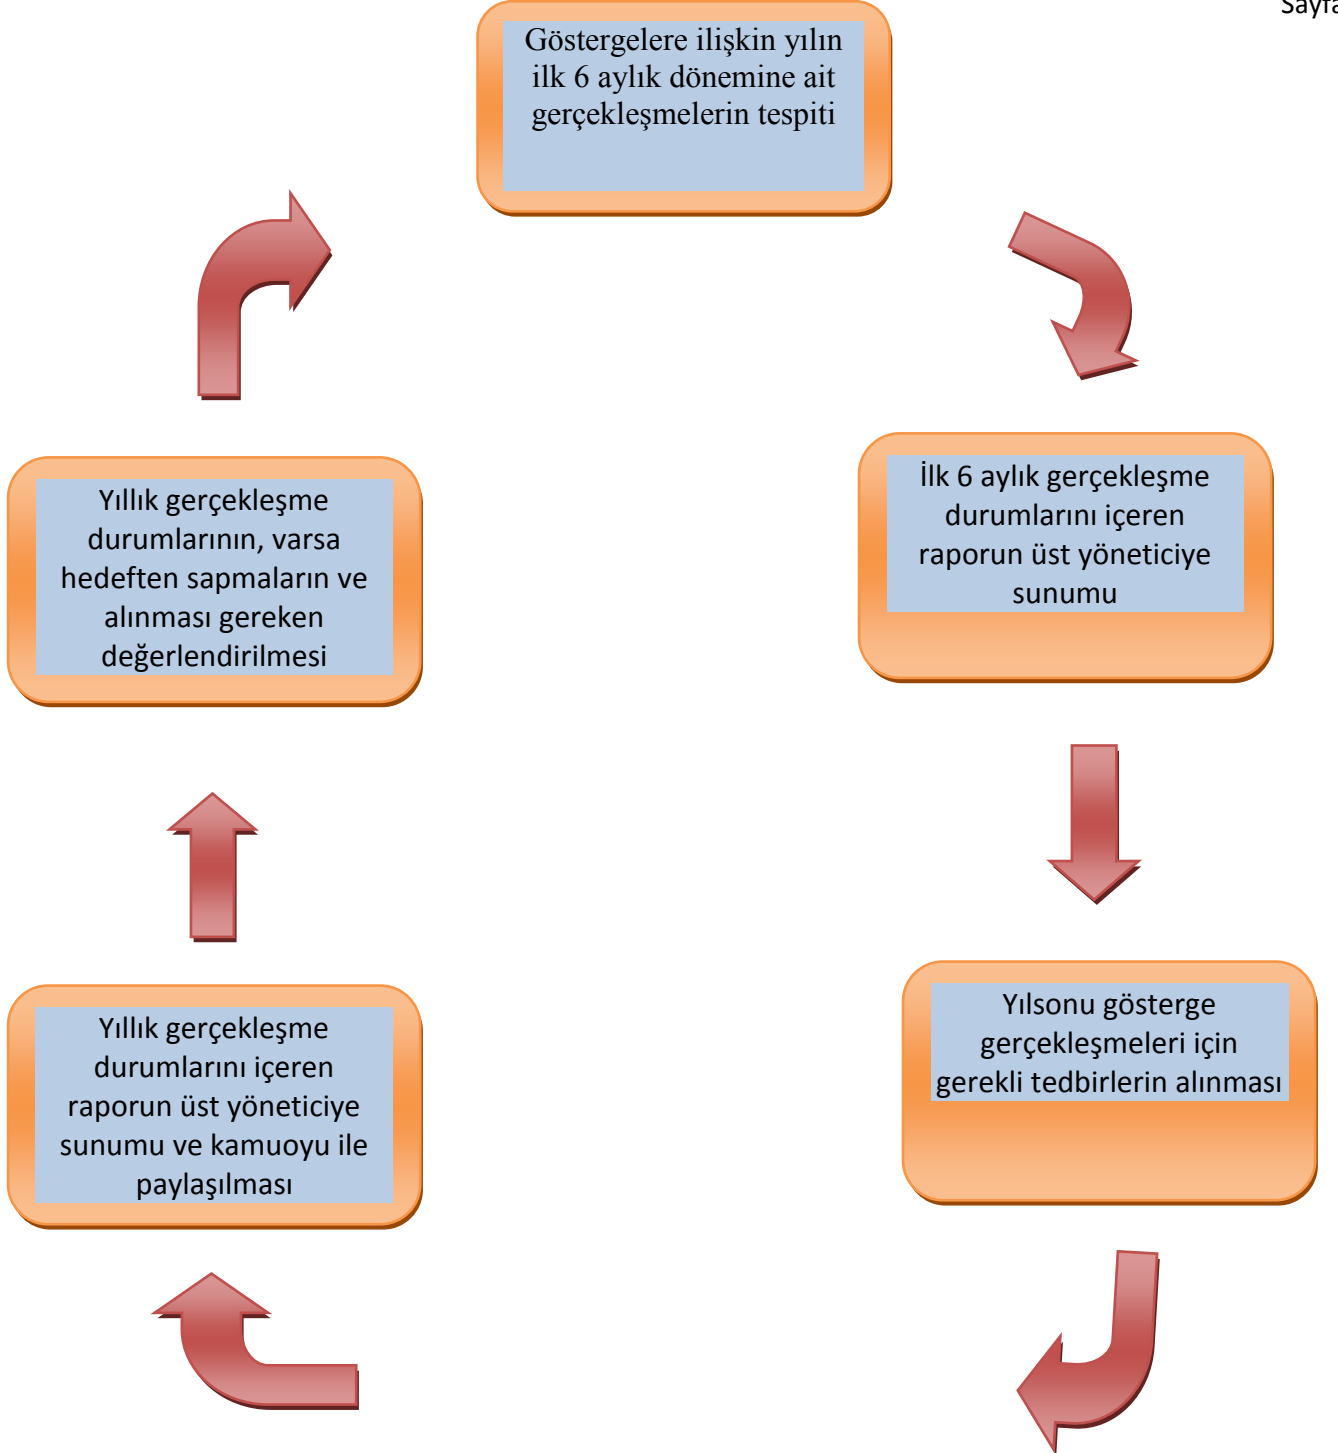 Sayfa
Göstergelere ilişkin yılın
ilk 6 aylık dönemine ait
gerçekleşmelerin tespiti
İlk 6 aylık gerçekleşme
durumlarını içeren
raporun üst yöneticiye
sunumu
Yılsonu gösterge
gerçekleşmeleri için
gerekli tedbirlerin alınması
Yıllık gerçekleşme
durumlarını içeren
raporun üst yöneticiye
sunumu ve kamuoyu ile
paylaşılması
Yıllık gerçekleşme
durumlarının, varsa
hedeften sapmaların ve
alınması gereken
değerlendirilmesi